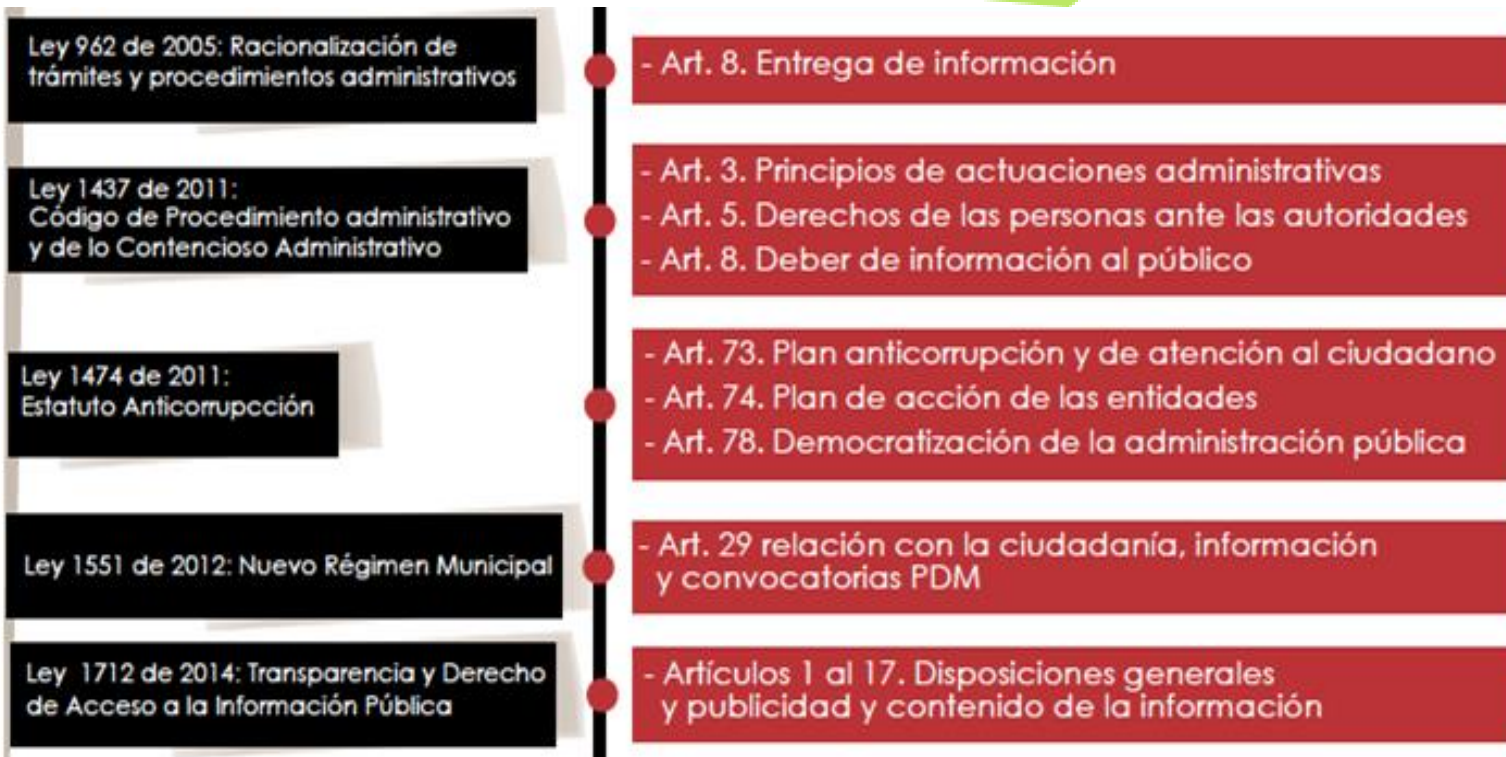 Ley 962 de 2005: Racionalización de
trámites y procedimientos administrativos
- Art. 8. Entrega de información
Ley 1437 de 2011:
Código de Procedimiento administrativo
y de lo Contencioso Administrativo
- Art. 3. Principios de actuaciones administrativas
- Art. 5. Derechos de las personas ante las autoridades
- Art. 8. Deber de información al público
Ley 1474 de 2011:
Estatuto Anticorrupcción
- Art. 73. Plan anticorrupción y de atención al ciudadano
- Art. 74. Plan de acción de las entidades
- Art. 78. Democratización de la administración pública
Ley 1551 de 2012: Nuevo Régimen Municipal
- Art. 29 relación con la ciudadanía, información
y convocatorias PDM
Ley 1712 de 2014: Transparencia y Derecho
de Acceso a la Información Pública
- Artículos 1 al 17. Disposiciones generales
y publicidad y contenido de la información